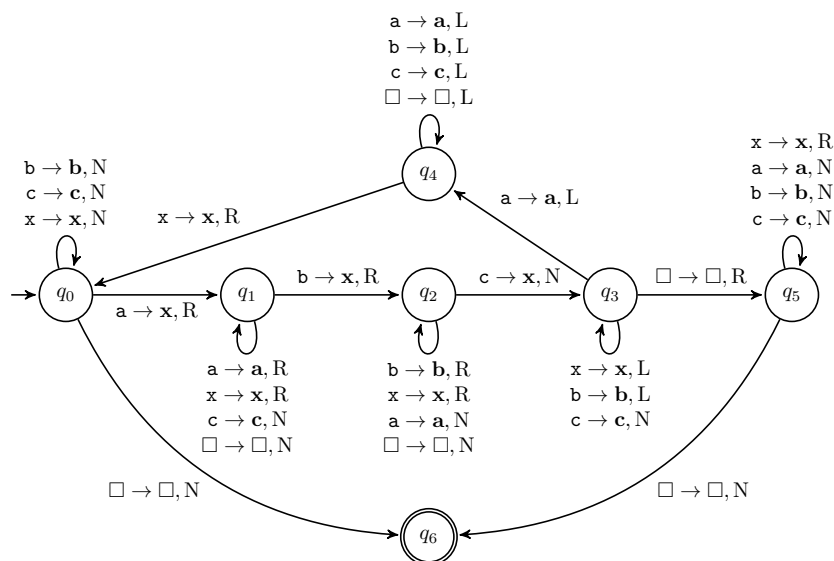 a → a, L
b → b, L
c → c, L
□ → □, L
x → x, R
a → a, N
b → b, N
c → c, N
b → b, N
c → c, N
x → x, N
q4
x → x, R
a → a, L
q0
a → x, R
q1
b → x, R
q2
c → x, N
q3
□ → □, R
q5
a → a, R
x → x, R
c → c, N
□ → □, N
b → b, R
x → x, R
a → a, N
□ → □, N
x → x, L
b → b, L
c → c, N
□ → □, N
□ → □, N
q6